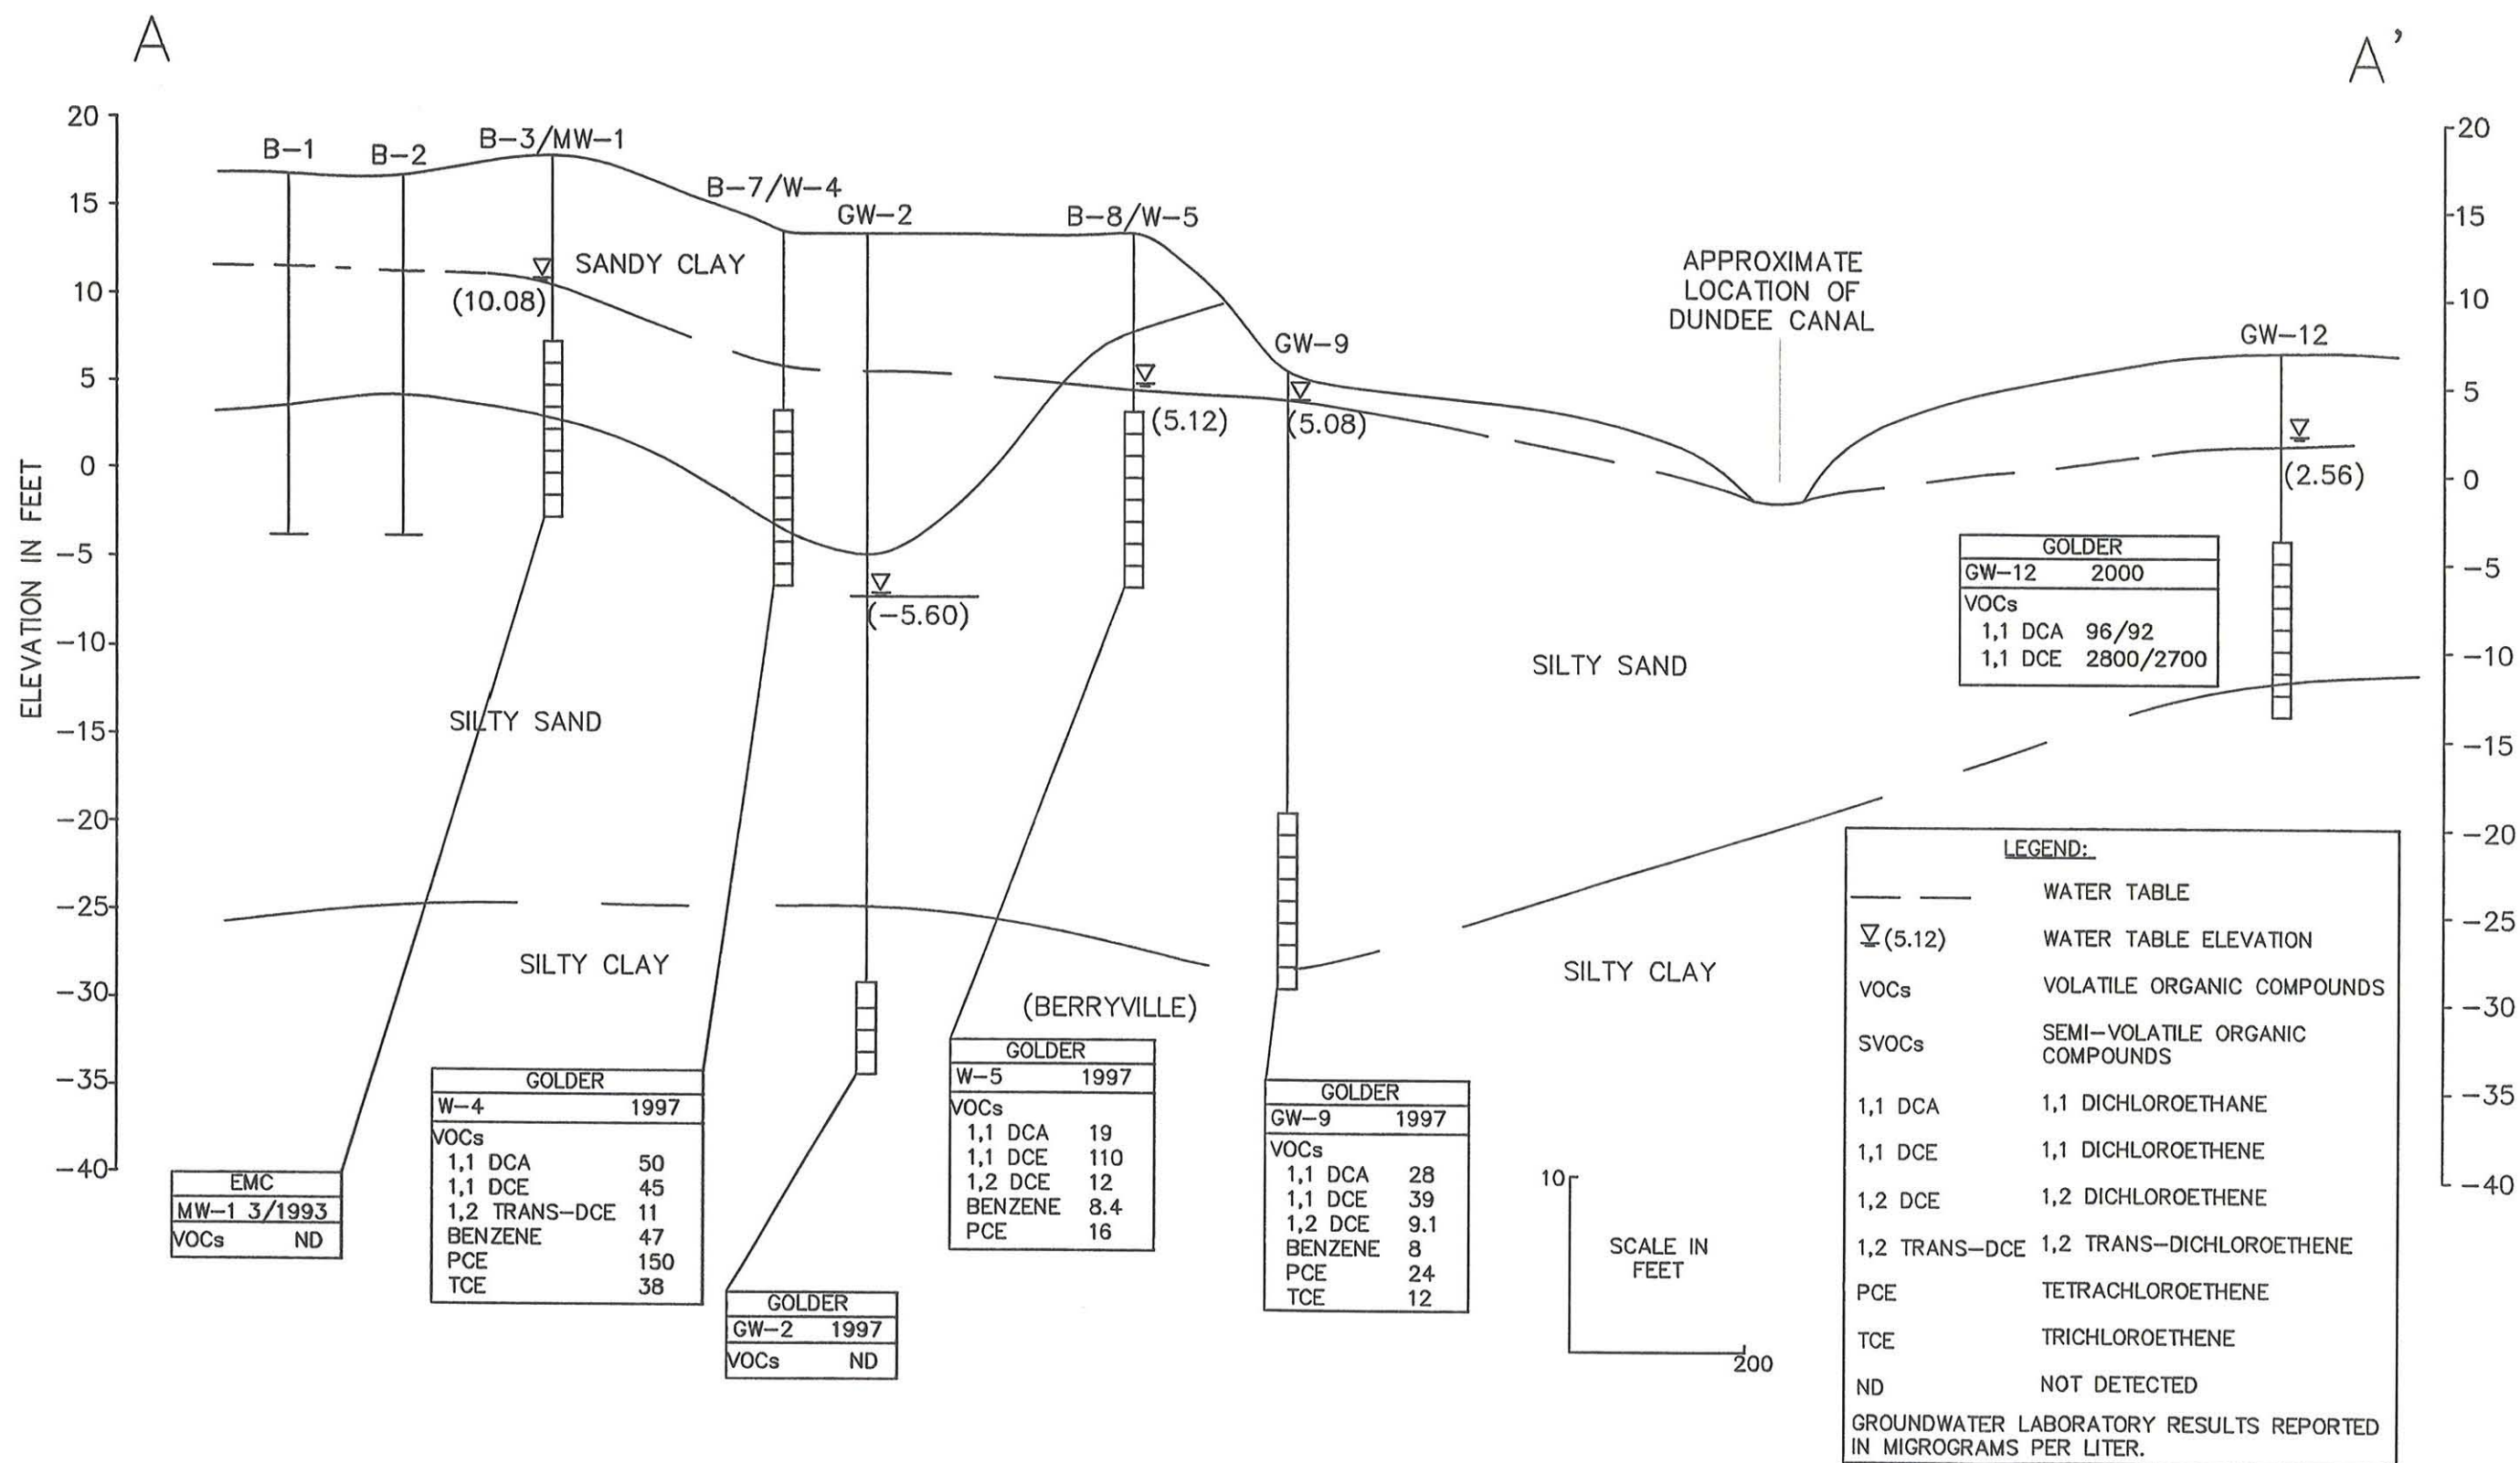 A
A'
20
15
10
5
0
−5
−10
−15
−20
−25
−30
−35
−40
ELEVATION IN FEET
B−1
B−2
B−3/MW−1
B−7/W−4
GW−2
B−8/W−5
GW−9
GW−12
SANDY CLAY
(10.08)
(5.12)
(5.08)
(2.56)
(−5.60)
APPROXIMATE
LOCATION OF
DUNDEE CANAL
SILTY SAND
SILTY SAND
SILTY CLAY
(BERRYVILLE)
SILTY CLAY
20
15
10
5
0
−5
−10
−15
−20
−25
−30
−35
−40
GOLDER
GW−12 2000
VOCs
1,1 DCA 96/92
1,1 DCE 2800/2700
EMC
MW−1 3/1993
VOCs ND
GOLDER
W−4 1997
VOCs
1,1 DCA 50
1,1 DCE 45
1,2 TRANS−DCE 11
BENZENE 47
PCE 150
TCE 38
GOLDER
GW−2 1997
VOCs ND
GOLDER
W−5 1997
VOCs
1,1 DCA 19
1,1 DCE 110
1,2 DCE 12
BENZENE 8.4
PCE 16
GOLDER
GW−9 1997
VOCs
1,1 DCA 28
1,1 DCE 39
1,2 DCE 9.1
BENZENE 8
PCE 24
TCE 12
10
SCALE IN
FEET
200
LEGEND:
WATER TABLE
(5.12) WATER TABLE ELEVATION
VOCs VOLATILE ORGANIC COMPOUNDS
SVOCs SEMI−VOLATILE ORGANIC
COMPOUNDS
1,1 DCA 1,1 DICHLOROETHANE
1,1 DCE 1,1 DICHLOROETHENE
1,2 DCE 1,2 DICHLOROETHENE
1,2 TRANS−DCE 1,2 TRANS−DICHLOROETHENE
PCE TETRACHLOROETHENE
TCE TRICHLOROETHENE
ND NOT DETECTED
GROUNDWATER LABORATORY RESULTS REPORTED
IN MIGROGRAMS PER LITER.